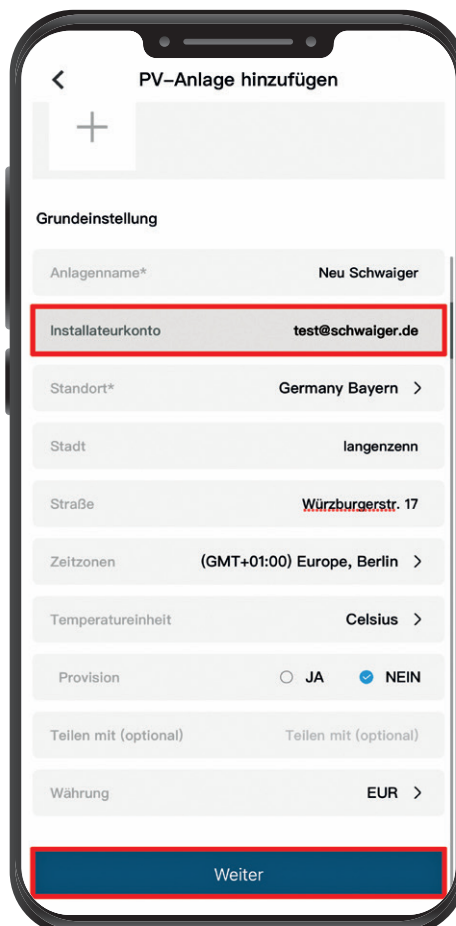 PV-Anlage hinzufügen
Grundeinstellung
Anlagenname* Neu Schwaiger
Installateurkonto test@schwaiger.de
Standort* Germany Bayern >
Stadt langenzenn
Straße Würzburgerstr. 17
Zeitzonen (GMT+01:00) Europe, Berlin >
Temperatureinheit Celsius >
Provision JA NEIN
Teilen mit (optional) Teilen mit (optional)
Währung EUR >
Weiter